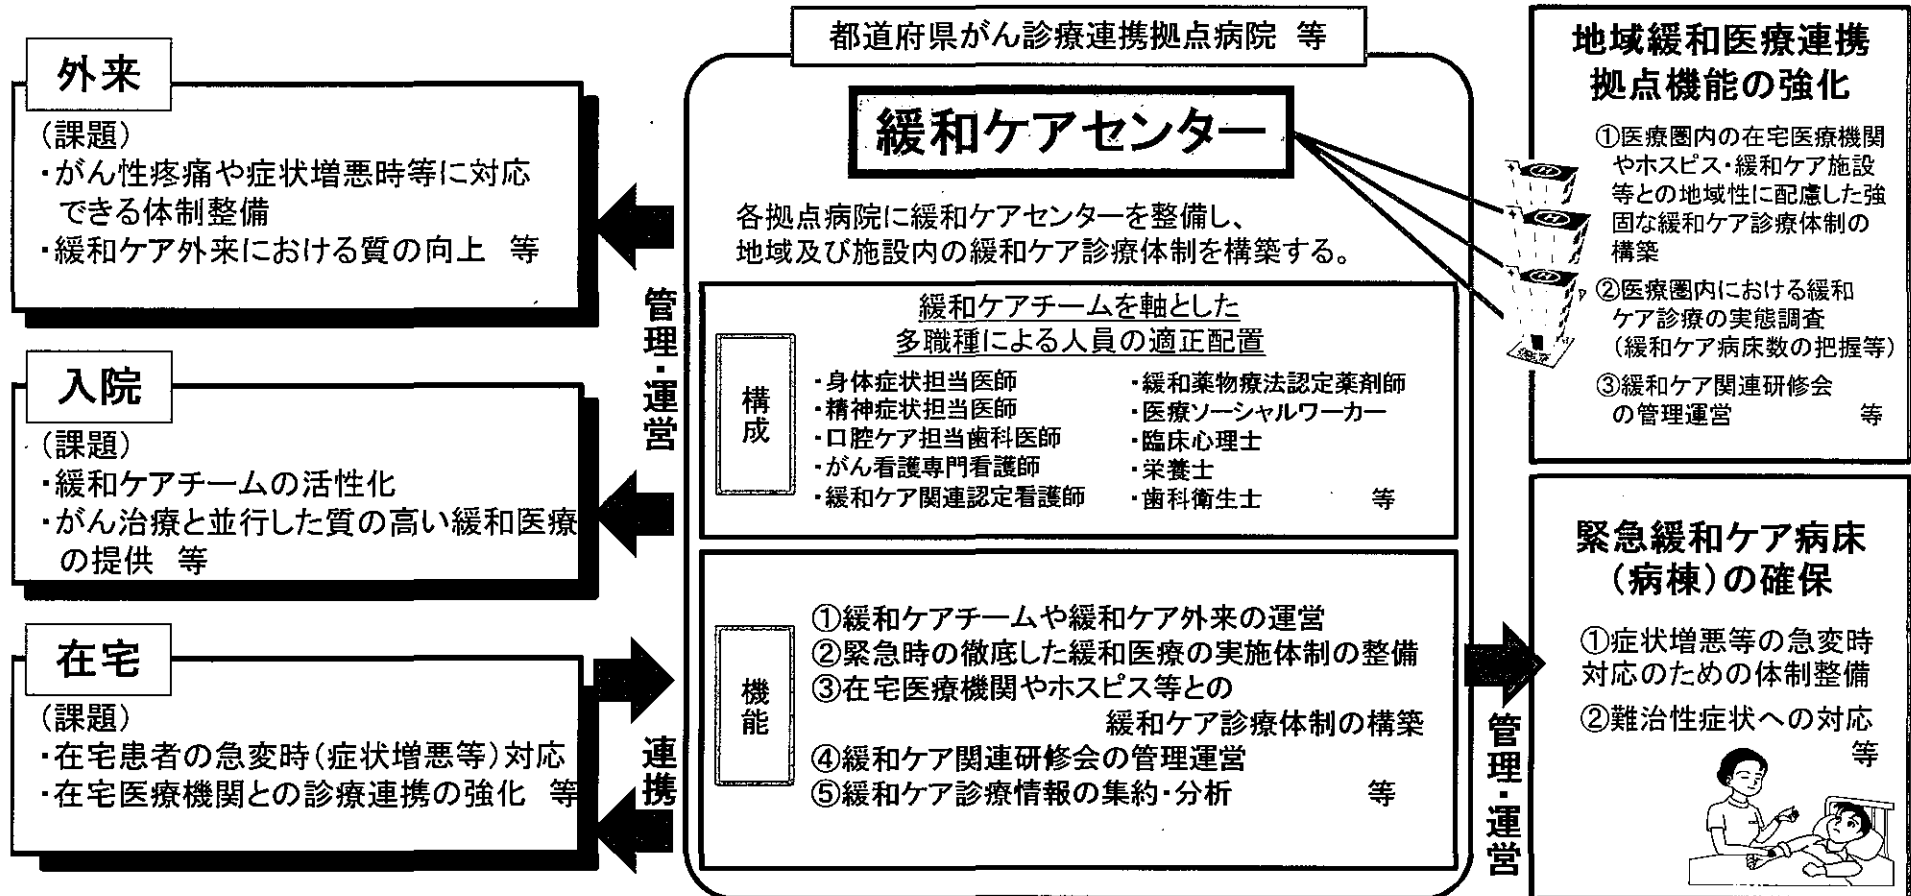 外来
(課題)
・がん性疼痛や症状増悪時等に対応
できる体制整備
・緩和ケア外来における質の向上 等
入院
(課題)
・緩和ケアチームの活性化
・がん治療と並行した質の高い緩和医療
の提供 等
在宅
(課題)
・在宅患者の急変時(症状増悪等)対応
・在宅医療機関との診療連携の強化 等
管理・運営
連携
都道府県がん診療連携拠点病院 等
緩和ケアセンター
各拠点病院に緩和ケアセンターを整備し、
地域及び施設内の緩和ケア診療体制を構築する。
緩和ケアチームを軸とした
多職種による人員の適正配置
構成
・身体症状担当医師
・精神症状担当医師
・口腔ケア担当歯科医師
・がん看護専門看護師
・緩和ケア関連認定看護師
・緩和薬物療法認定薬剤師
・医療ソーシャルワーカー
・臨床心理士
・栄養士
・歯科衛生士 等
機能
①緩和ケアチームや緩和ケア外来の運営
②緊急時の徹底した緩和医療の実施体制の整備
③在宅医療機関やホスピス等との
緩和ケア診療体制の構築
④緩和ケア関連研修会の管理運営
⑤緩和ケア診療情報の集約・分析 等
管理・運営
地域緩和医療連携
拠点機能の強化
①医療圏内の在宅医療機関
やホスピス・緩和ケア施設
等との地域性に配慮した強
固な緩和ケア診療体制の
構築
②医療圏内における緩和
ケア診療の実態調査
(緩和ケア病床数の把握等)
③緩和ケア関連研修会
の管理運営 等
緊急緩和ケア病床
(病棟)の確保
①症状増悪等の急変時
対応のための体制整備
②難治性症状への対応
等